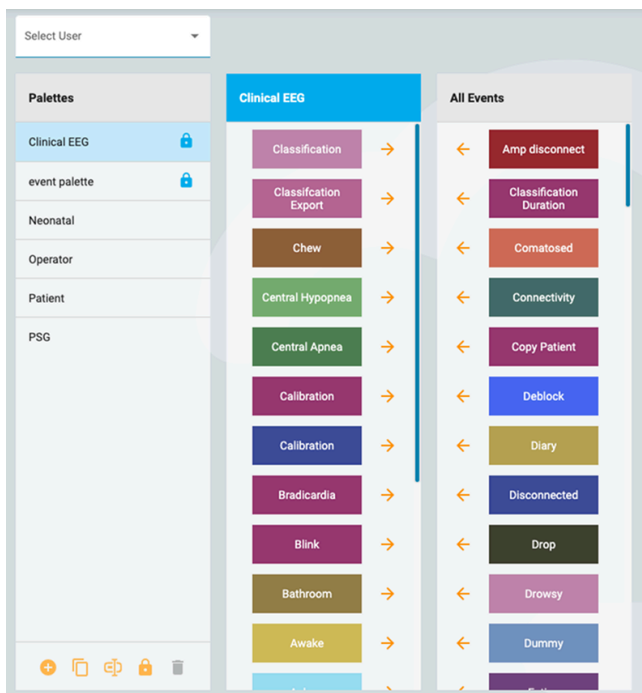 Select User
Palettes
Clinical EEG
event palette
Neonatal
Operator
Patient
PSG
Clinical EEG
Classification
Classifcation
Export
Chew
Central Hypopnea
Central Apnea
Calibration
Calibration
Bradicardia
Blink
Bathroom
Awake
All Events
Amp disconnect
Classification
Duration
Comatosed
Connectivity
Copy Patient
Deblock
Diary
Disconnected
Drop
Drowsy
Dummy